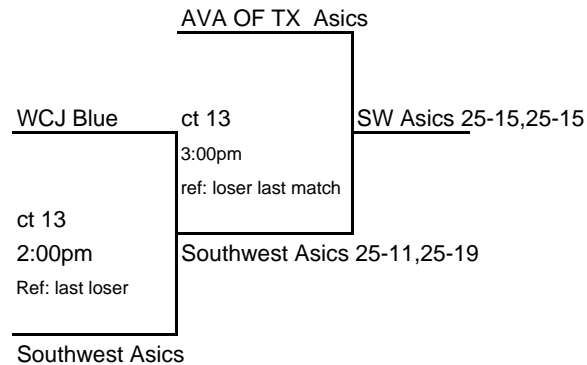 AVA OF TX  Asics
WCJ Blue
ct 13
SW Asics 25-15,25-15
3:00pm
ref: loser last match
ct 13
2:00pm
Southwest Asics 25-11,25-19
Ref: last loser
Southwest Asics